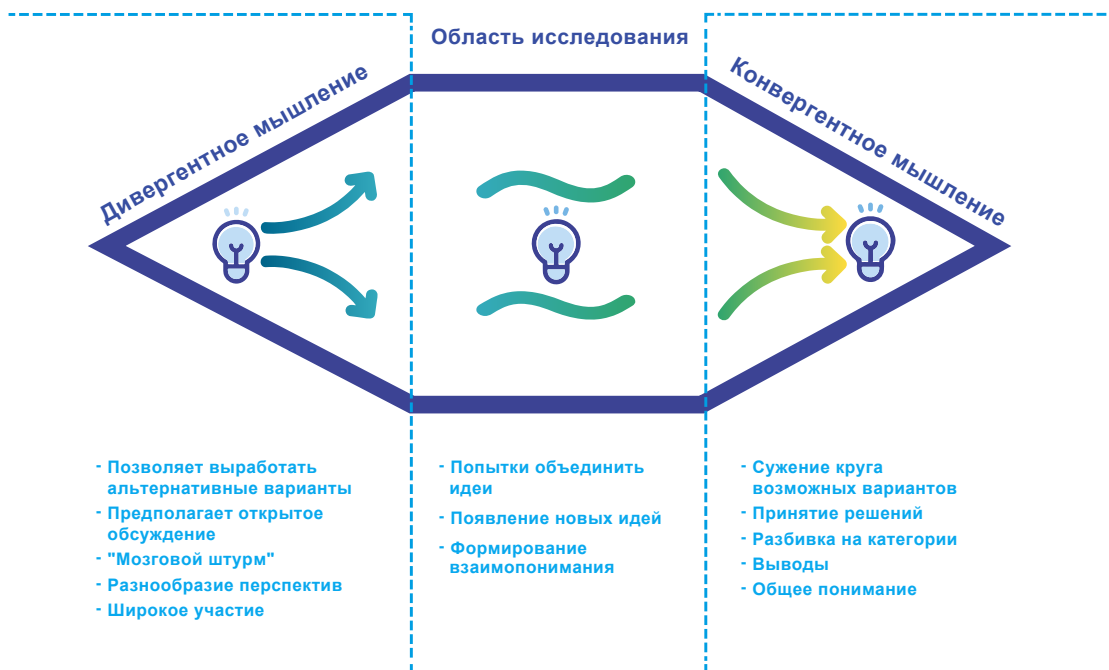 Область исследования
Дивергентное мышление
Конвергентное мышление
- Позволяет выработать
альтернативные варианты
- Предполагает открытое
обсуждение
- "Мозговой штурм"
- Разнообразие перспектив
- Широкое участие
- Попытки объединить
идеи
- Появление новых идей
- Формирование
взаимопонимания
- Сужение круга
возможных вариантов
- Принятие решений
- Разбивка на категории
- Выводы
- Общее понимание